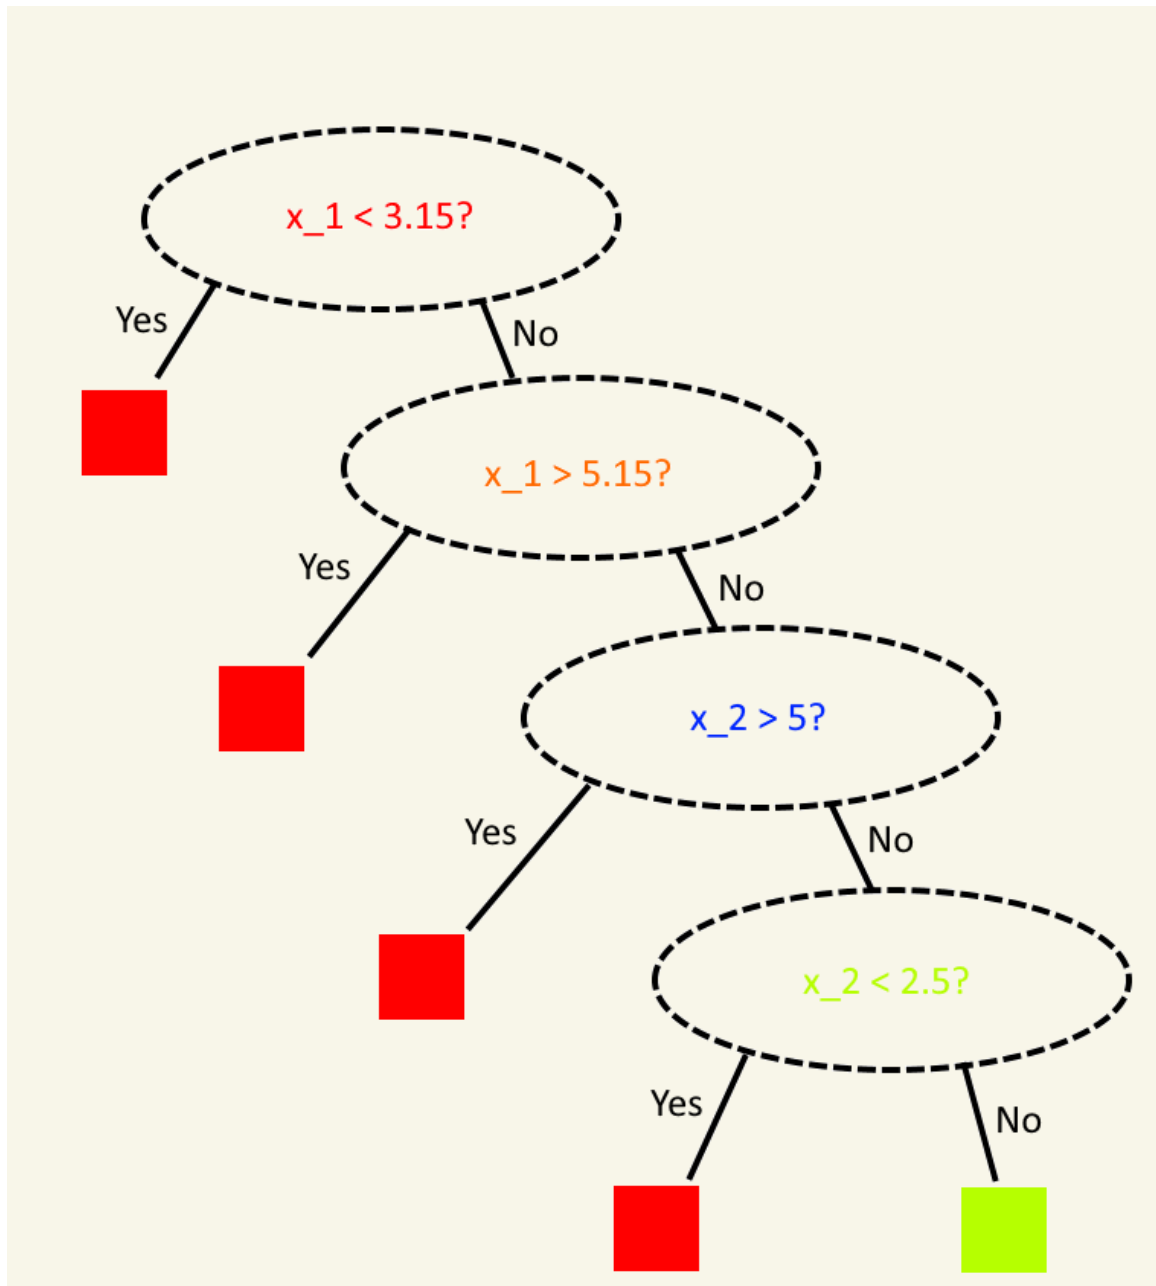 x_1 < 3.15?
Yes
No
x_1 > 5.15?
Yes
No
x_2 > 5?
Yes
No
x_2 < 2.5?
Yes
No